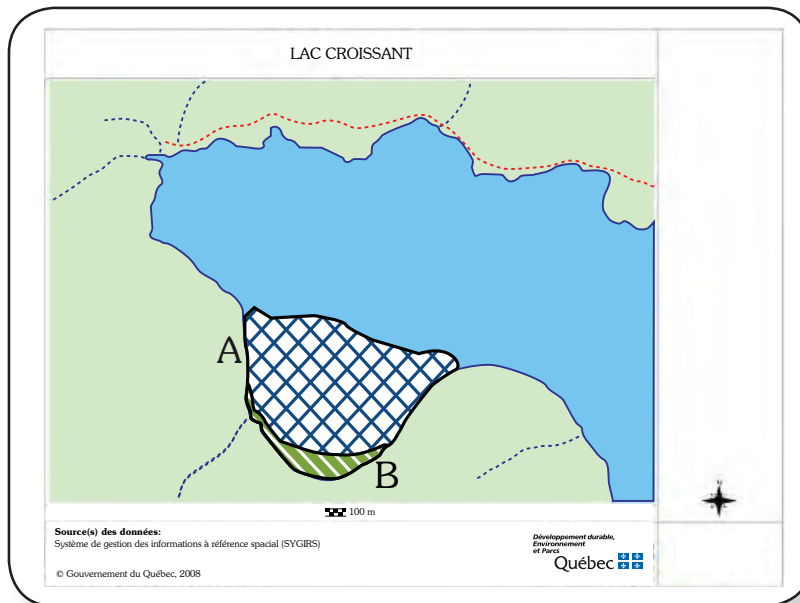 LAC CROISSANT
A
B
N
100 m
Source(s) des données:
Système de gestion des informations à référence spacial (SYGIRS)
© Gouvernement du Québec, 2008
Développement durable,
Environnement
et Parcs
Québec